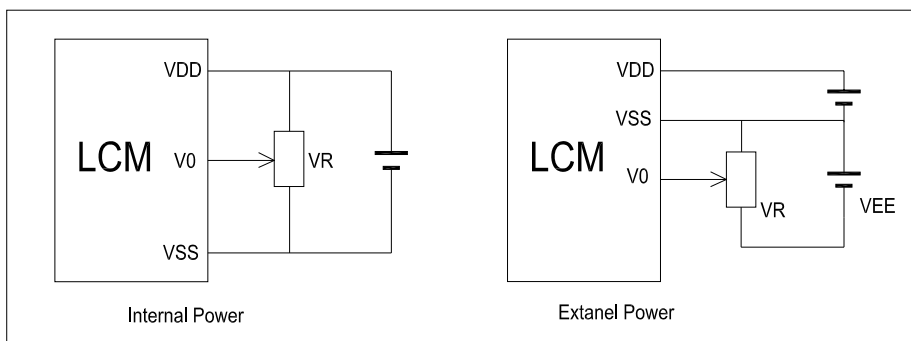 VDD
LCM
V0
VR
VSS
Internal Power
VDD
VSS
LCM
V0
VR
VEE
Extanel Power